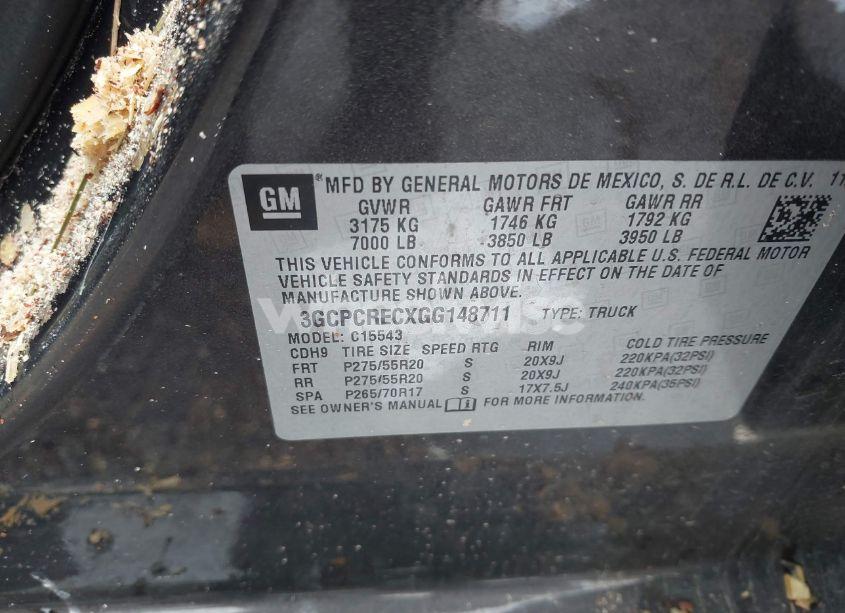 GM
*MFD BY GENERAL MOTORS DE MEXICO, S. DE R.L. DE C.V. 11
GVWR GAWR FRT GAWR RR
3175 KG 1746 KG 1792 KG
7000 LB 3850 LB 3950 LB
THIS VEHICLE CONFORMS TO ALL APPLICABLE U.S. FEDERAL MOTOR
VEHICLE SAFETY STANDARDS IN EFFECT ON THE DATE OF
MANUFACTURE SHOWN ABOVE.
3GCPCRECXGG148711 TYPE: TRUCK
MODEL: C15543
CDH9 TIRE SIZE SPEED RTG RIM COLD TIRE PRESSURE
FRT P275/55R20 S 20X9J 220KPA(32PSI)
RR P275/55R20 S 20X9J 220KPA(32PSI)
SPA P265/70R17 S 17X7.5J 240KPA(35PSI)
SEE OWNER'S MANUAL FOR MORE INFORMATION.